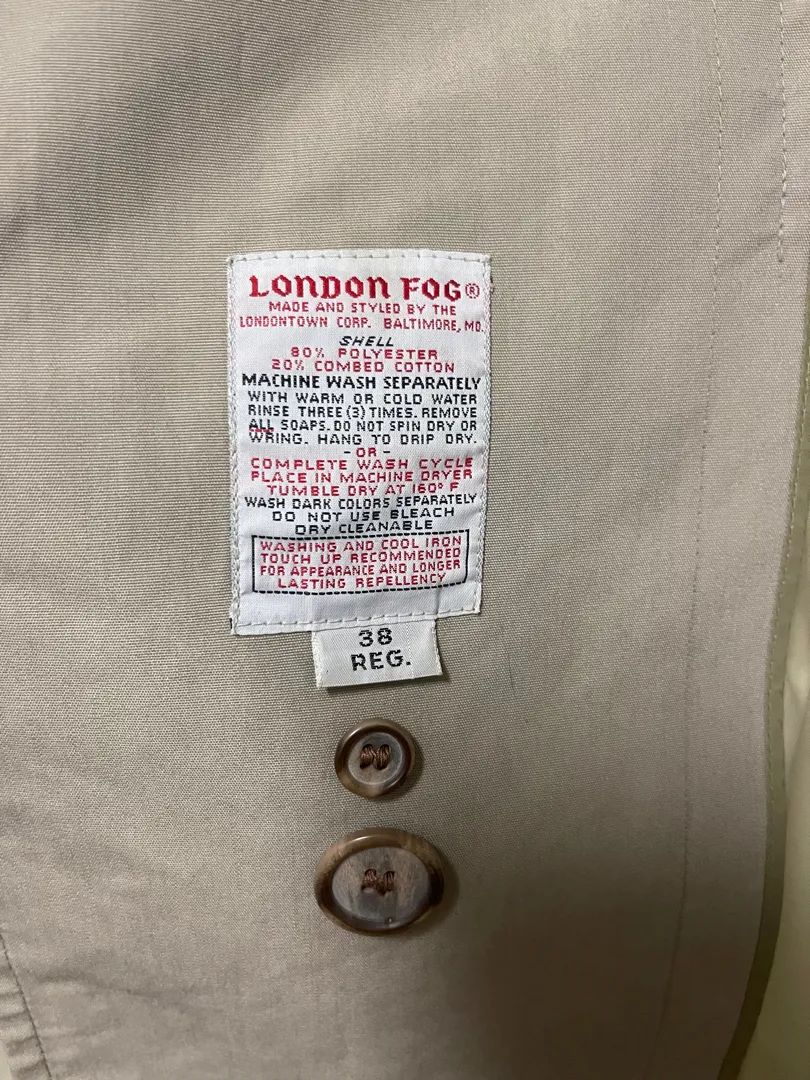 LONDON FOG®
MADE AND STYLED BY THE
LONDONTOWN CORP. BALTIMORE, MD.
SHELL
80% POLYESTER
20% COMBED COTTON
MACHINE WASH SEPARATELY
WITH WARM OR COLD WATER
RINSE THREE (3) TIMES. REMOVE
ALL SOAPS. DO NOT SPIN DRY OR
WRING. HANG TO DRIP DRY.
- OR -
COMPLETE WASH CYCLE
PLACE IN MACHINE DRYER
TUMBLE DRY AT 160° F
WASH DARK COLORS SEPARATELY
DO NOT USE BLEACH
DRY CLEANABLE
WASHING AND COOL IRON
TOUCH UP RECOMMENDED
FOR APPEARANCE AND LONGER
LASTING REPELLENCY
38
REG.